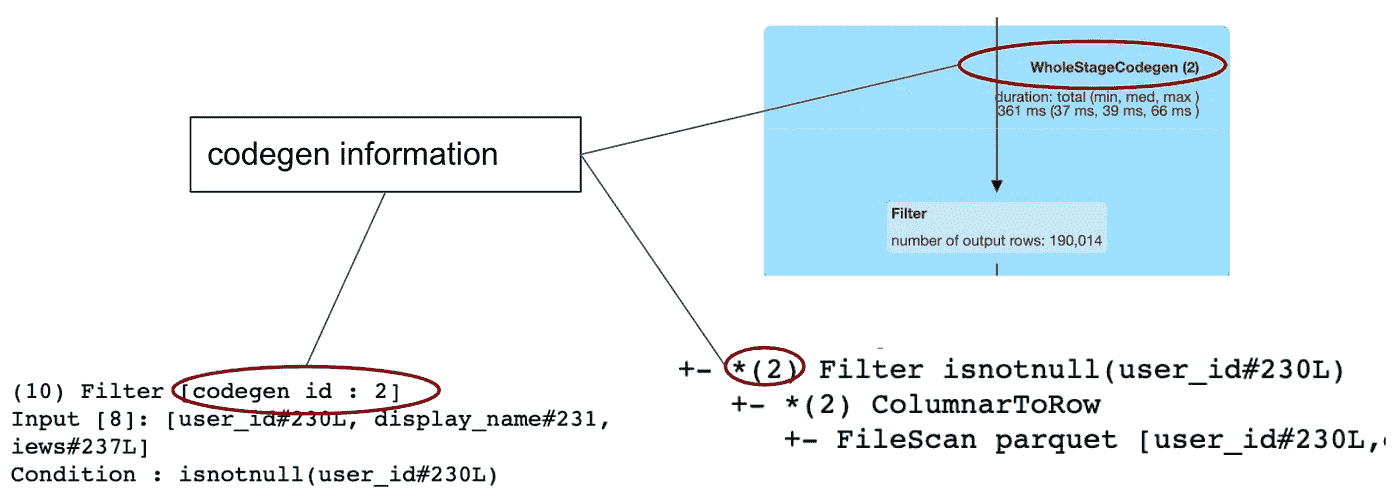 WholeStageCodegen (2)
duration: total (min, med, max )
361 ms (37 ms, 39 ms, 66 ms )
codegen information
Filter
number of output rows: 190,014
(10) Filter [codegen id : 2]
Input [8]: [user_id#230L, display_name#231,
iews#237L]
Condition : isnotnull(user_id#230L)
+- *(2) Filter isnotnull(user_id#230L)
+- *(2) ColumnarToRow
+- FileScan parquet [user_id#230L,